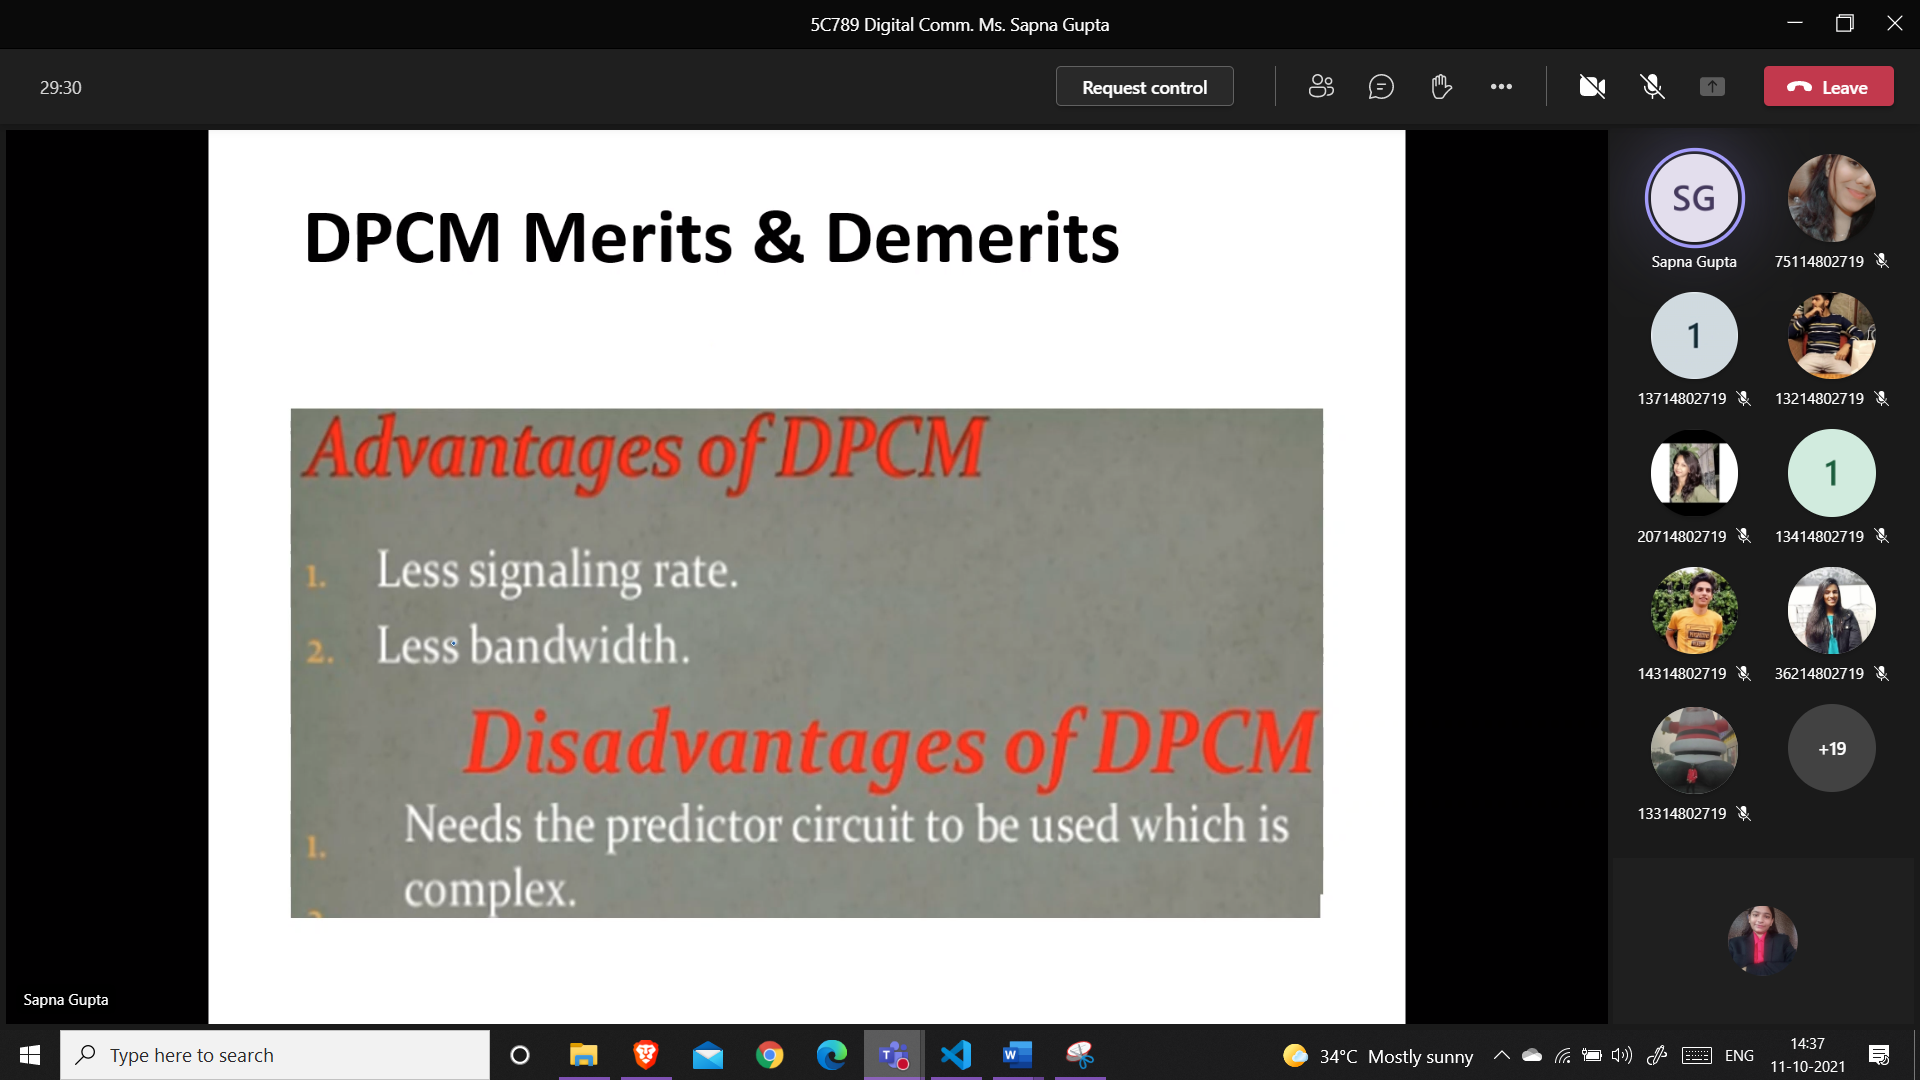 5C789 Digital Comm. Ms. Sapna Gupta
29:30
Request control
Leave
DPCM Merits & Demerits
Advantages of DPCM
1. Less signaling rate.
2. Less bandwidth.
Disadvantages of DPCM
1. Needs the predictor circuit to be used which is
complex.
Sapna Gupta
SG
Sapna Gupta
75114802719
1
13714802719
13214802719
20714802719
1
13414802719
14314802719
36214802719
13314802719
+19
Type here to search
34°C Mostly sunny
ENG
14:37
11-10-2021